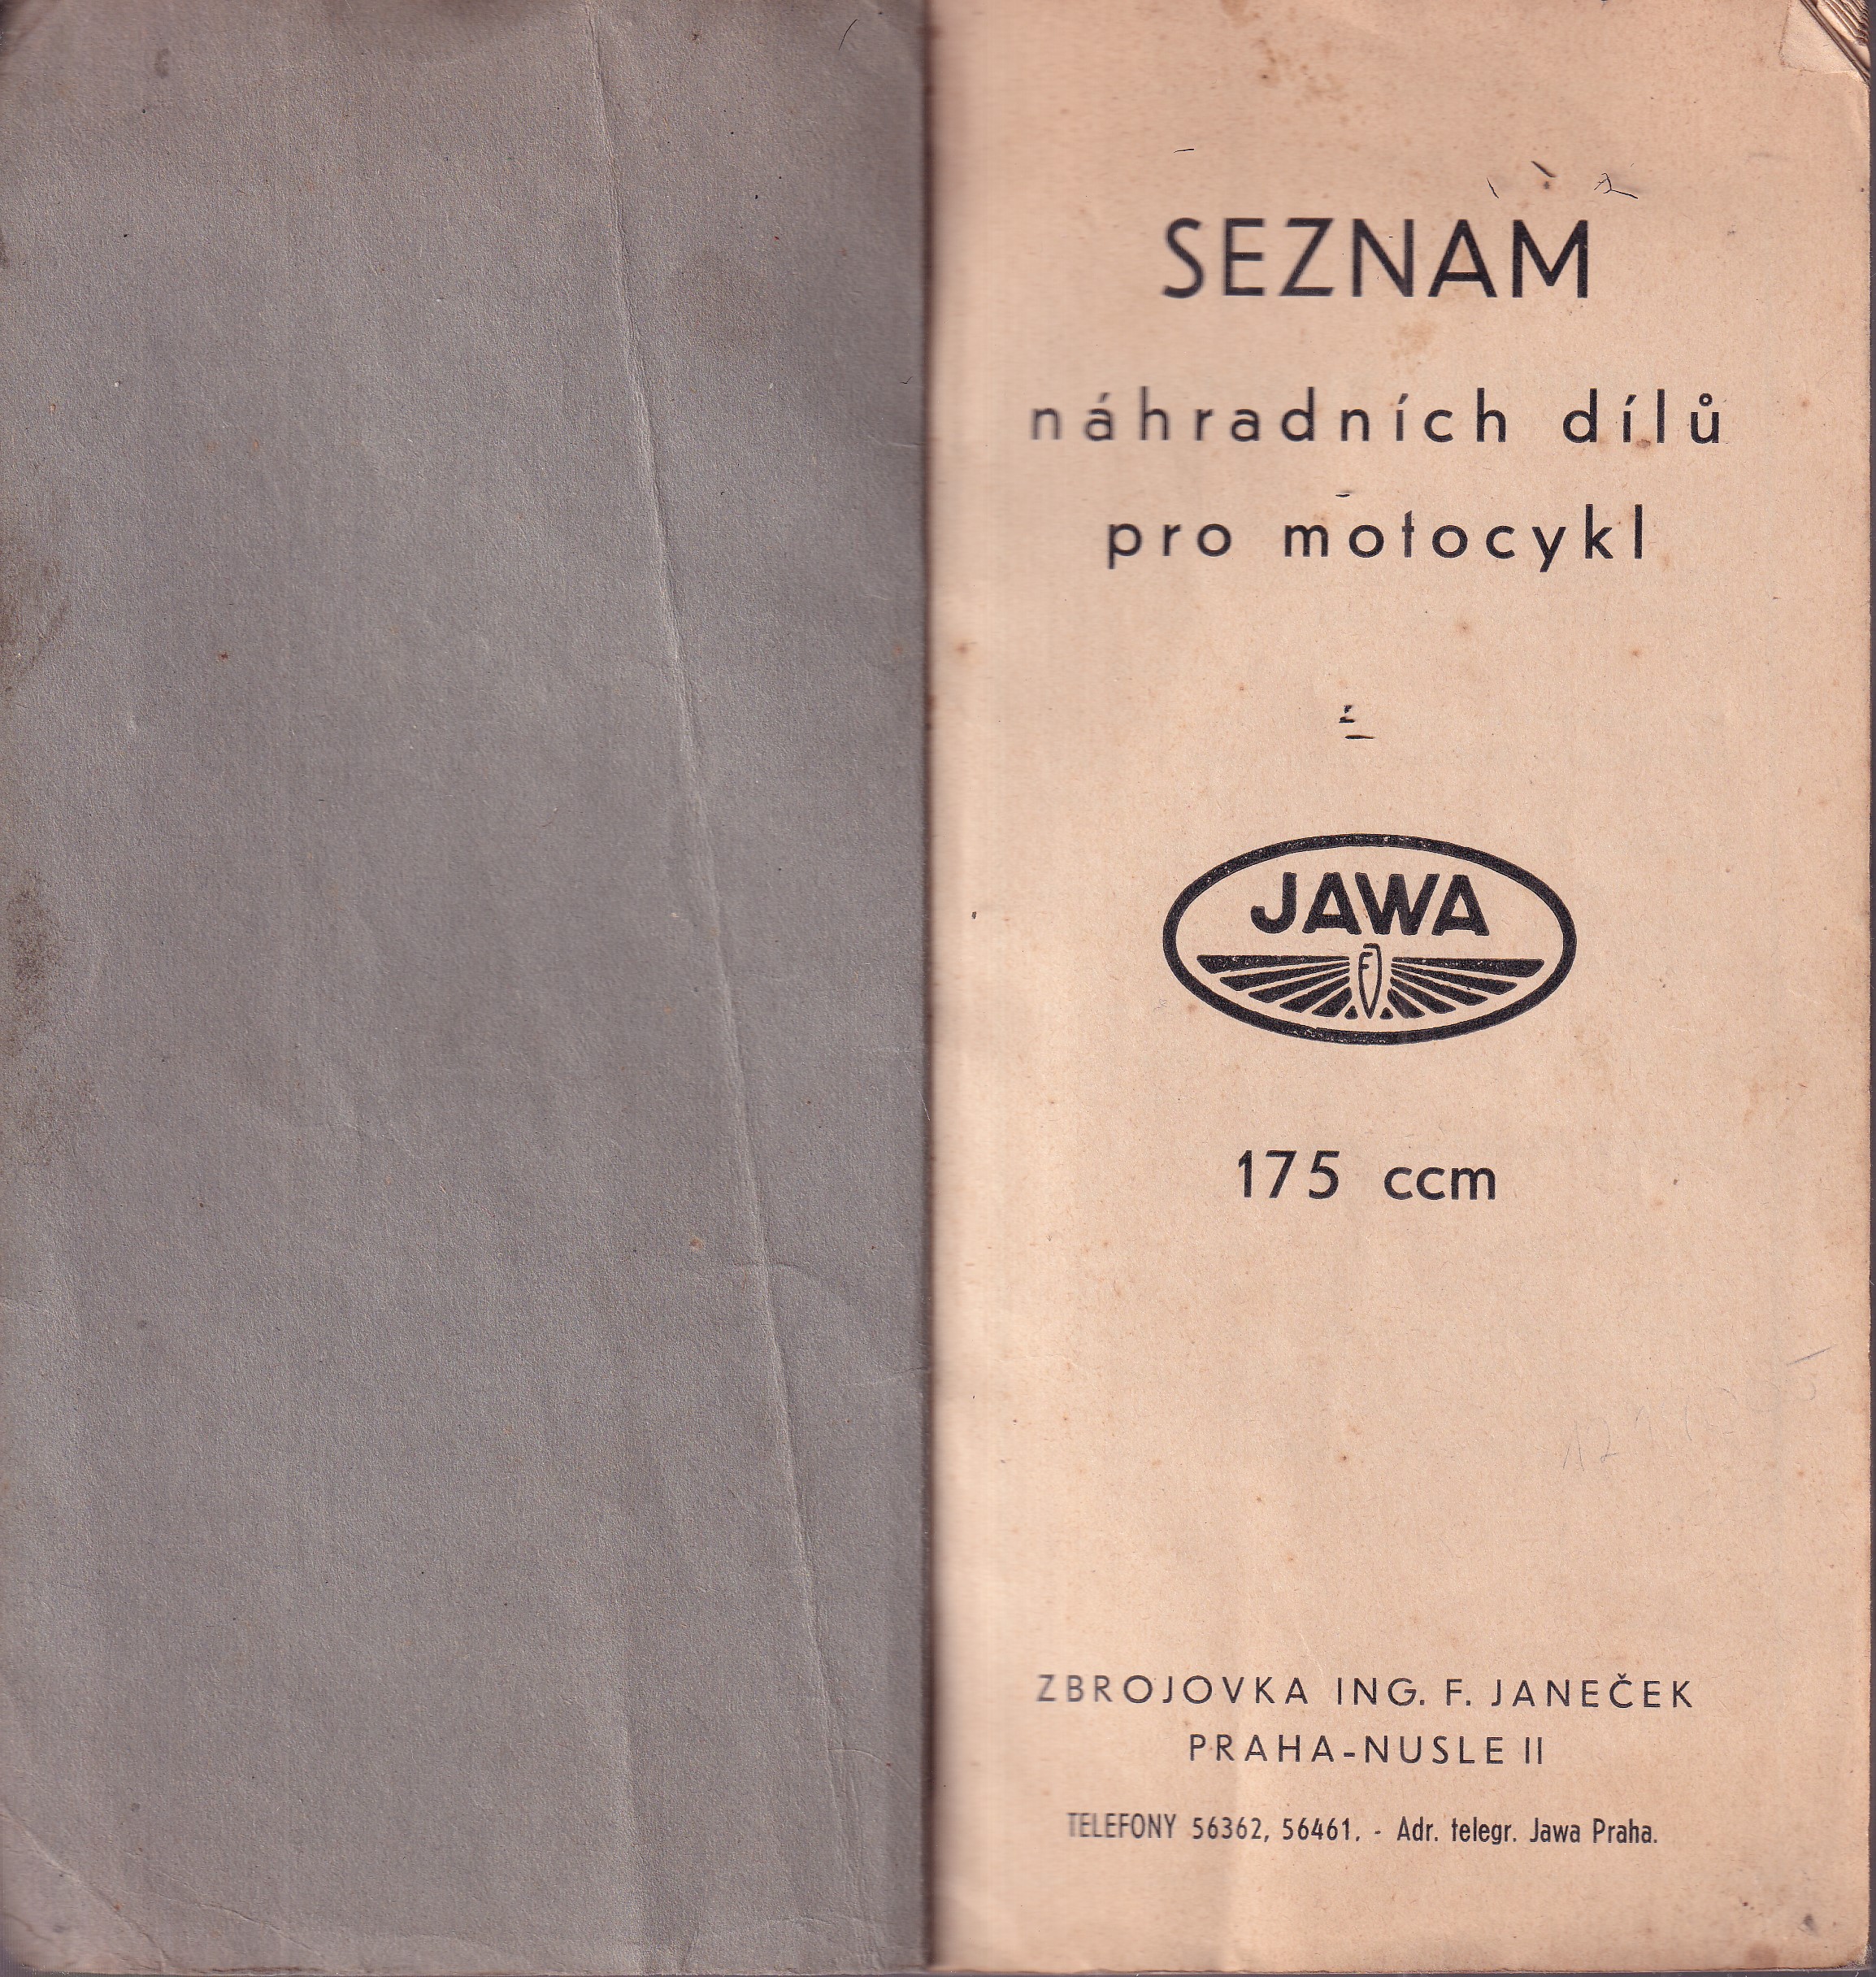 SEZNAM
náhradních dílů
pro motocykl
JAWA
F
175 ccm
ZBROJOVKA ING. F. JANEČEK
PRAHA-NUSLE II
TELEFONY 56362, 56461. - Adr. telegr. Jawa Praha.